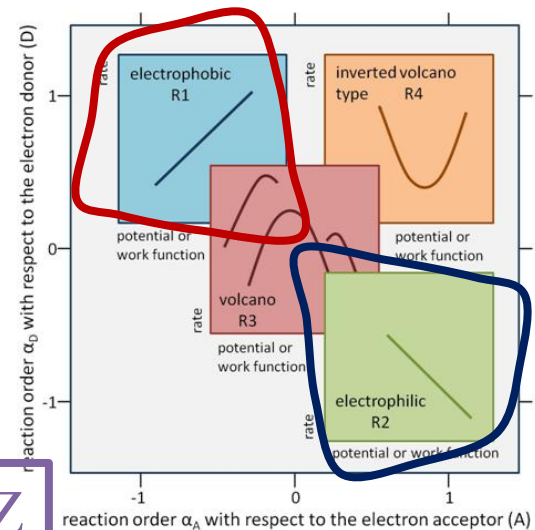 reaction order αD with respect to the electron donor (D)
1
0
-1
rate
electrophobic
R1
potential or
work function
rate
inverted volcano
type R4
potential or
work function
rate
volcano
R3
potential or
work function
rate
electrophilic
R2
potential or work function
Z
-1
0
1
reaction order αA with respect to the electron acceptor (A)